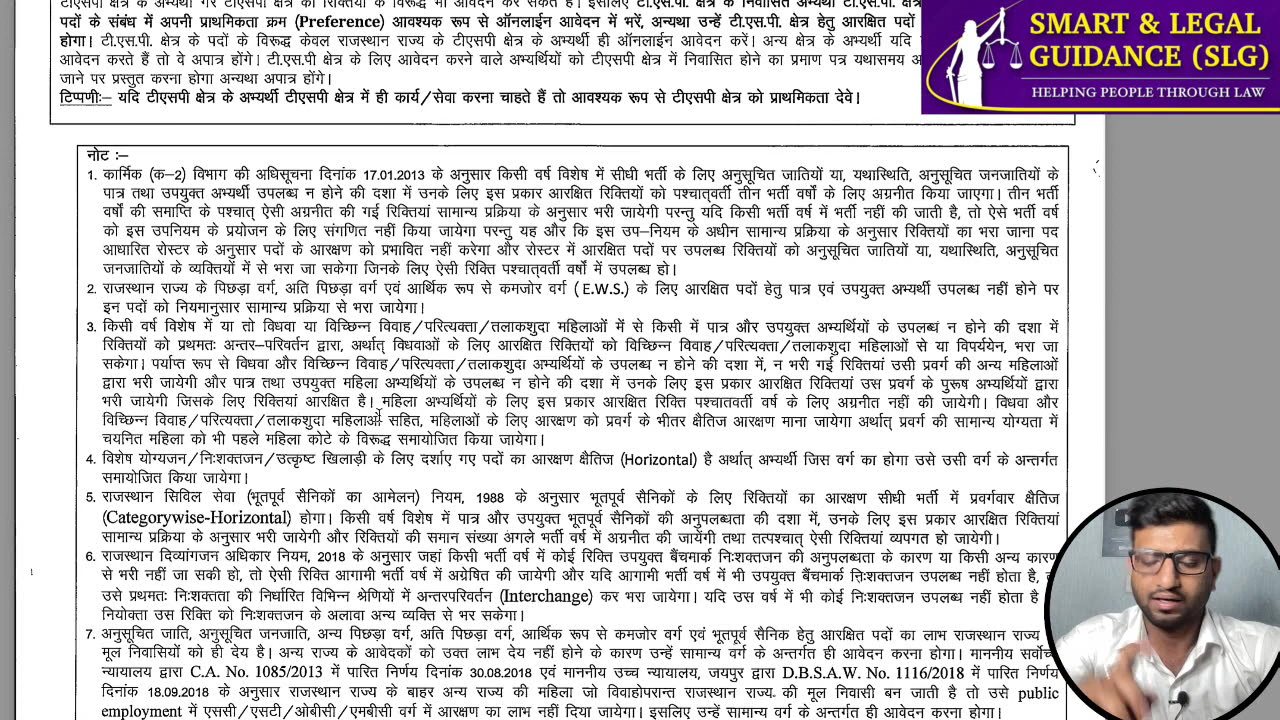 टीएसपी क्षेत्र के अभ्यर्थी गैर टीएसपी क्षेत्र की रिक्तियों के विरूद्ध भी आवेदन कर सकते हैं। इसलिए टी.एस.पी. क्षेत्र के निवासित अभ्यर्थी टी.एस.पी. क्षेत्र
पदों के संबंध में अपनी प्राथमिकता क्रम (Preference) आवश्यक रूप से ऑनलाईन आवेदन में भरें, अन्यथा उन्हें टी.एस.पी. क्षेत्र हेतु आरक्षित पदों
होगा। टी.एस.पी. क्षेत्र के पदों के विरूद्ध केवल राजस्थान राज्य के टीएसपी क्षेत्र के अभ्यर्थी ही ऑनलाईन आवेदन करें। अन्य क्षेत्र के अभ्यर्थी यदि
आवेदन करते हैं तो वे अपात्र होंगे। टी.एस.पी क्षेत्र के लिए आवेदन करने वाले अभ्यर्थियों को टीएसपी क्षेत्र में निवासित होने का प्रमाण पत्र यथासमय
जाने पर प्रस्तुत करना होगा अन्यथा अपात्र होंगे।
टिप्पणीः– यदि टीएसपी क्षेत्र के अभ्यर्थी टीएसपी क्षेत्र में ही कार्य/सेवा करना चाहते हैं तो आवश्यक रूप से टीएसपी क्षेत्र को प्राथमिकता देवे।
SMART & LEGAL
GUIDANCE (SLG)
HELPING PEOPLE THROUGH LAW
नोट :–
1. कार्मिक (क–2) विभाग की अधिसूचना दिनांक 17.01.2013 के अनुसार किसी वर्ष विशेष में सीधी भर्ती के लिए अनुसूचित जातियों या, यथास्थिति, अनुसूचित जनजातियों के
पात्र तथा उपयुक्त अभ्यर्थी उपलब्ध न होने की दशा में उनके लिए इस प्रकार आरक्षित रिक्तियों को पश्चात्वर्ती तीन भर्ती वर्षों के लिए अग्रनीत किया जाएगा। तीन भर्ती
वर्षों की समाप्ति के पश्चात् ऐसी अग्रनीत की गई रिक्तियां सामान्य प्रक्रिया के अनुसार भरी जायेगी परन्तु यदि किसी भर्ती वर्ष में भर्ती नहीं की जाती है, तो ऐसे भर्ती वर्ष
को इस उपनियम के प्रयोजन के लिए संगणित नहीं किया जायेगा परन्तु यह और कि इस उप–नियम के अधीन सामान्य प्रक्रिया के अनुसार रिक्तियों का भरा जाना पद
आधारित रोस्टर के अनुसार पदों के आरक्षण को प्रभावित नहीं करेगा और रोस्टर में आरक्षित पदों पर उपलब्ध रिक्तियों को अनुसूचित जातियों या, यथास्थिति, अनुसूचित
जनजातियों के व्यक्तियों में से भरा जा सकेगा जिनके लिए ऐसी रिक्ति पश्चात्वर्ती वर्षों में उपलब्ध हो।
2. राजस्थान राज्य के पिछड़ा वर्ग, अति पिछड़ा वर्ग एवं आर्थिक रूप से कमजोर वर्ग ( E.W.S.) के लिए आरक्षित पदों हेतु पात्र एवं उपयुक्त अभ्यर्थी उपलब्ध नहीं होने पर
इन पदों को नियमानुसार सामान्य प्रक्रिया से भरा जायेगा।
3. किसी वर्ष विशेष में या तो विधवा या विच्छिन्न विवाह/परित्यक्ता/तलाकशुदा महिलाओं में से किसी में पात्र और उपयुक्त अभ्यर्थियों के उपलब्ध न होने की दशा में
रिक्तियों को प्रथमतः अन्तर–परिवर्तन द्वारा, अर्थात् विधवाओं के लिए आरक्षित रिक्तियों को विच्छिन्न विवाह/परित्यक्ता/तलाकशुदा महिलाओं से या विपर्ययेन, भरा जा
सकेगा। पर्याप्त रूप से विधवा और विच्छिन्न विवाह/परित्यक्ता/तलाकशुदा अभ्यर्थियों के उपलब्ध न होने की दशा में, न भरी गई रिक्तियां उसी प्रवर्ग की अन्य महिलाओं
द्वारा भरी जायेगी और पात्र तथा उपयुक्त महिला अभ्यर्थियों के उपलब्ध न होने की दशा में उनके लिए इस प्रकार आरक्षित रिक्तियां उस प्रवर्ग के पुरूष अभ्यर्थियों द्वारा
भरी जायेगी जिसके लिए रिक्तियां आरक्षित है। महिला अभ्यर्थियों के लिए इस प्रकार आरक्षित रिक्ति पश्चातवर्ती वर्ष के लिए अग्रनीत नहीं की जायेगी। विधवा और
विच्छिन्न विवाह/परित्यक्ता/तलाकशुदा महिलाओं सहित, महिलाओं के लिए आरक्षण को प्रवर्ग के भीतर क्षैतिज आरक्षण माना जायेगा अर्थात् प्रवर्ग की सामान्य योग्यता में
चयनित महिला को भी पहले महिला कोटे के विरूद्ध समायोजित किया जायेगा।
4. विशेष योग्यजन/निःशक्तजन/उत्कृष्ट खिलाड़ी के लिए दर्शाए गए पदों का आरक्षण क्षैतिज (Horizontal) है अर्थात् अभ्यर्थी जिस वर्ग का होगा उसे उसी वर्ग के अन्तर्गत
समायोजित किया जायेगा।
5. राजस्थान सिविल सेवा (भूतपूर्व सैनिकों का आमेलन) नियम, 1988 के अनुसार भूतपूर्व सैनिकों के लिए रिक्तियों का आरक्षण सीधी भर्ती में प्रवर्गवार क्षैतिज
(Categorywise-Horizontal) होगा। किसी वर्ष विशेष में पात्र और उपयुक्त भूतपूर्व सैनिकों की अनुपलब्धता की दशा में, उनके लिए इस प्रकार आरक्षित रिक्तियां
सामान्य प्रक्रिया के अनुसार भरी जायेगी और रिक्तियों की समान संख्या अगले भर्ती वर्ष में अग्रनीत की जायेंगी तथा तत्पश्चात् ऐसी रिक्तियां व्यपगत हो जायेगी।
6. राजस्थान दिव्यांगजन अधिकार नियम, 2018 के अनुसार जहां किसी भर्ती वर्ष में कोई रिक्ति उपयुक्त बैंचमार्क निःशक्तजन की अनुपलब्धता के कारण या किसी अन्य कारण
से भरी नहीं जा सकी हो, तो ऐसी रिक्ति आगामी भर्ती वर्ष में अग्रेषित की जायेगी और यदि आगामी भर्ती वर्ष में भी उपयुक्त बैंचमार्क निःशक्तजन उपलब्ध नहीं होता है,
उसे प्रथमतः निःशक्तता की निर्धारित विभिन्न श्रेणियों में अन्तरपरिवर्तन (Interchange) कर भरा जायेगा। यदि उस वर्ष में भी कोई निःशक्तजन उपलब्ध नहीं होता है
नियोक्ता उस रिक्ति को निःशक्तजन के अलावा अन्य व्यक्ति से भर सकेगा।
7. अनुसूचित जाति, अनुसूचित जनजाति, अन्य पिछड़ा वर्ग, अति पिछड़ा वर्ग, आर्थिक रूप से कमजोर वर्ग एवं भूतपूर्व सैनिक हेतु आरक्षित पदों का लाभ राजस्थान राज्य
मूल निवासियों को ही देय है। अन्य राज्य के आवेदकों को उक्त लाभ देय नहीं होने के कारण उन्हें सामान्य वर्ग के अन्तर्गत ही आवेदन करना होगा। माननीय सर्वोच्च
न्यायालय द्वारा C.A. No. 1085/2013 में पारित निर्णय दिनांक 30.08.2018 एवं माननीय उच्च न्यायालय, जयपुर द्वारा D.B.S.A.W. No. 1116/2018 में पारित निर्णय
दिनांक 18.09.2018 के अनुसार राजस्थान राज्य के बाहर अन्य राज्य की महिला जो विवाहोपरान्त राजस्थान राज्य की मूल निवासी बन जाती है तो उसे public
employment में एससी/एसटी/ओबीसी/एमबीसी वर्ग में आरक्षण का लाभ नहीं दिया जायेगा। इसलिए उन्हें सामान्य वर्ग के अन्तर्गत ही आवेदन करना होगा।